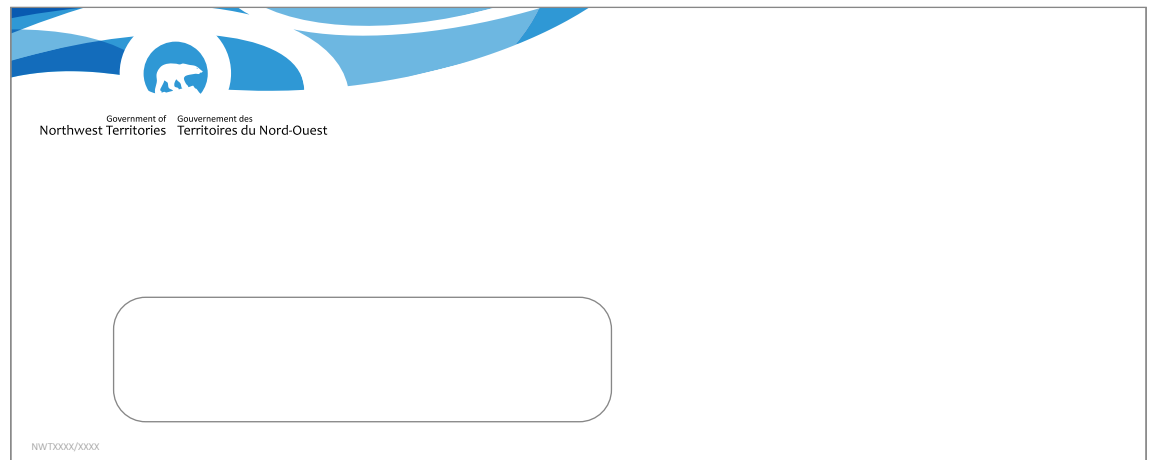 Government of
Northwest Territories
Gouvernement des
Territoires du Nord-Ouest
NWTXXXX/XXXX